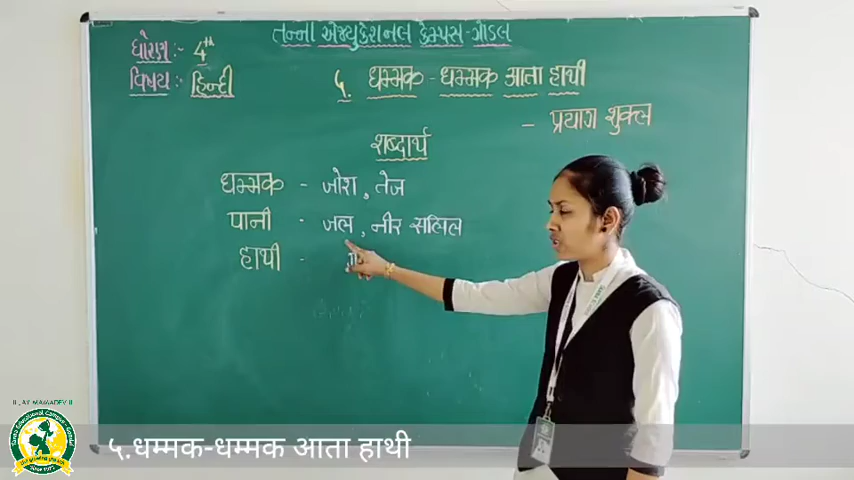 તન્ના એજ્યુકેશનલ કેમ્પસ-ગોંડલ
ધોરણ :- 4th
વિષય :- हिन्दी
५. धम्मक-धम्मक आता हाथी
- प्रयाग शुक्ल
शब्दार्थ
धम्मक - जोश, तेज
पानी - जल, नीर सलिल
हाथी -
५.धम्मक-धम्मक आता हाथी